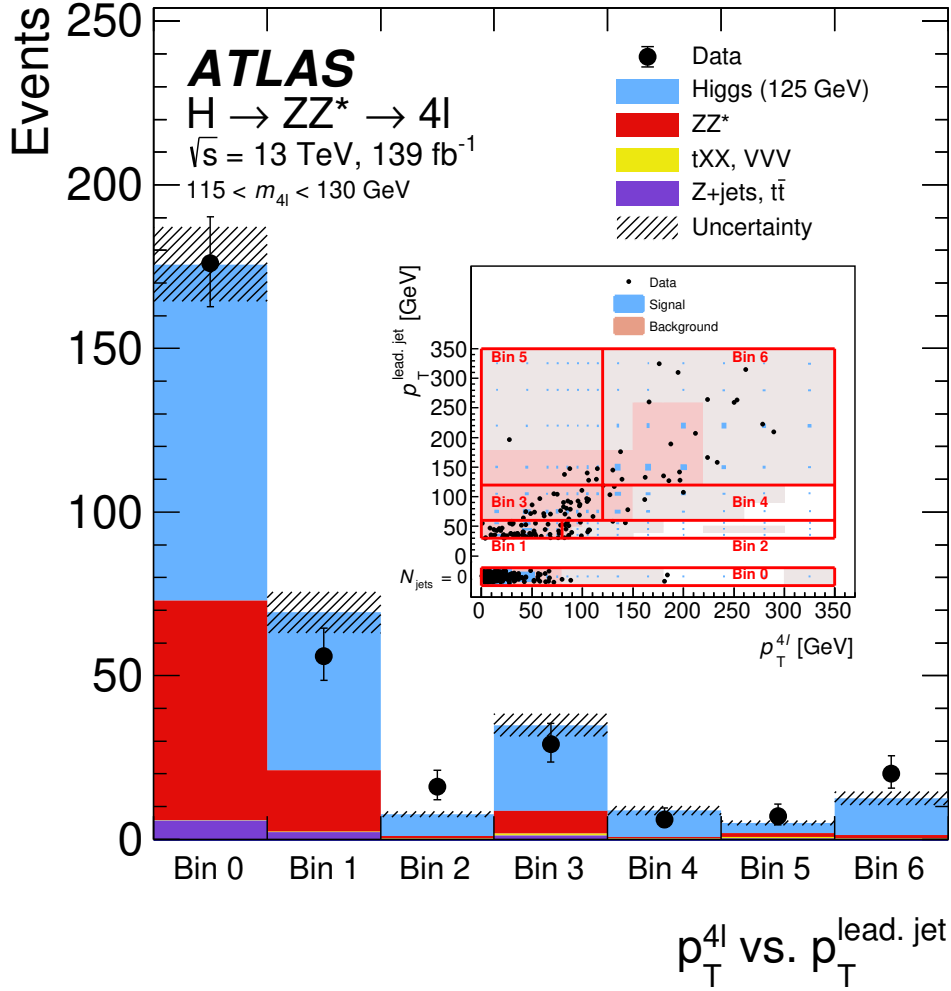 Events
250
200
150
100
50
0
ATLAS
H → ZZ* → 4l
√s = 13 TeV, 139 fb⁻¹
115 < m₄ₗ < 130 GeV
Data
Higgs (125 GeV)
ZZ*
tXX, VVV
Z+jets, tt̄
Uncertainty
Data
Signal
Background
p_T^lead. jet [GeV]
350
300
250
200
150
100
50
0
N_jets = 0
Bin 5
Bin 6
Bin 3
Bin 4
Bin 1
Bin 2
Bin 0
0 50 100 150 200 250 300 350
p_T^4l [GeV]
Bin 0 Bin 1 Bin 2 Bin 3 Bin 4 Bin 5 Bin 6
p_T^4l vs. p_T^lead. jet